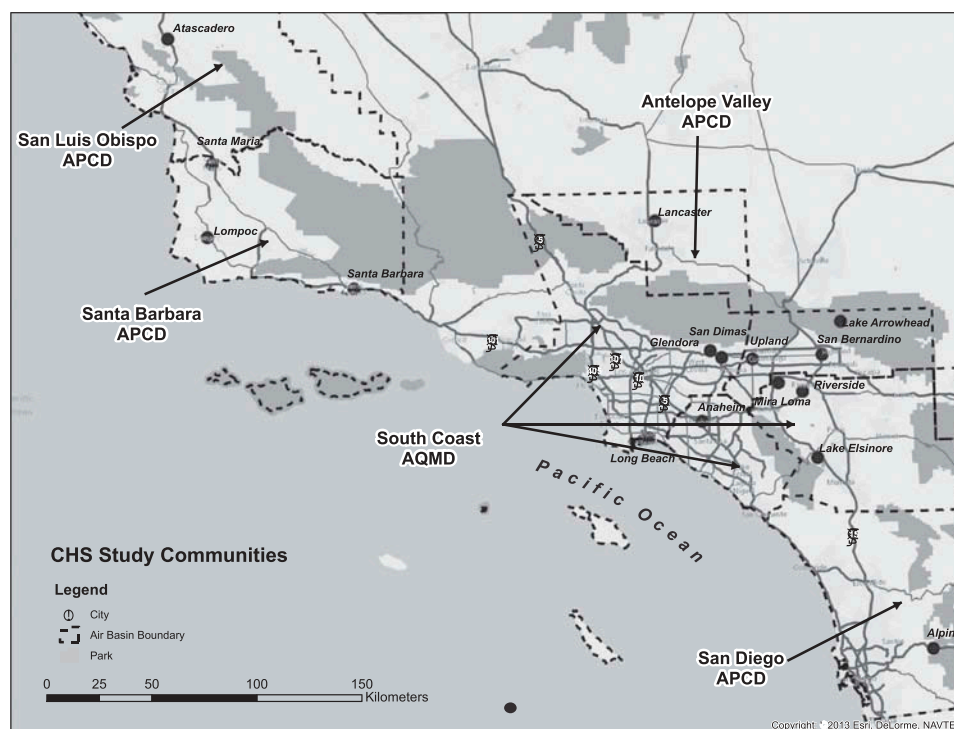 Atascadero
San Luis Obispo
APCD
Santa Maria
Antelope Valley
APCD
Lancaster
Lompoc
Santa Barbara
Santa Barbara
APCD
Lake Arrowhead
San Dimas
Glendora
Upland
San Bernardino
Riverside
Mira Loma
Anaheim
South Coast
AQMD
Long Beach
Lake Elsinore
Pacific Ocean
CHS Study Communities
Legend
City
Air Basin Boundary
Park
San Diego
APCD
Alpin
0 25 50 100 150
Kilometers
Copyright: © 2013 Esri, DeLorme, NAVTE